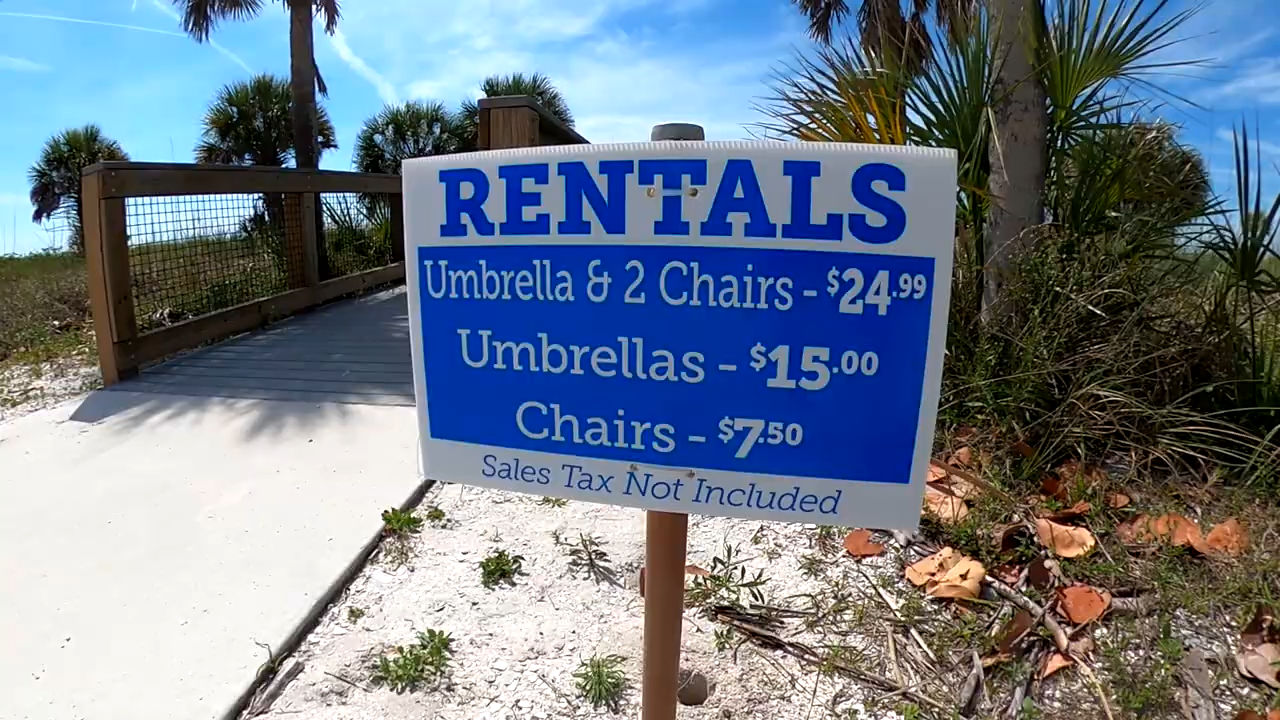 RENTALS
Umbrella & 2 Chairs - $24.99
Umbrellas - $15.00
Chairs - $7.50
Sales Tax Not Included